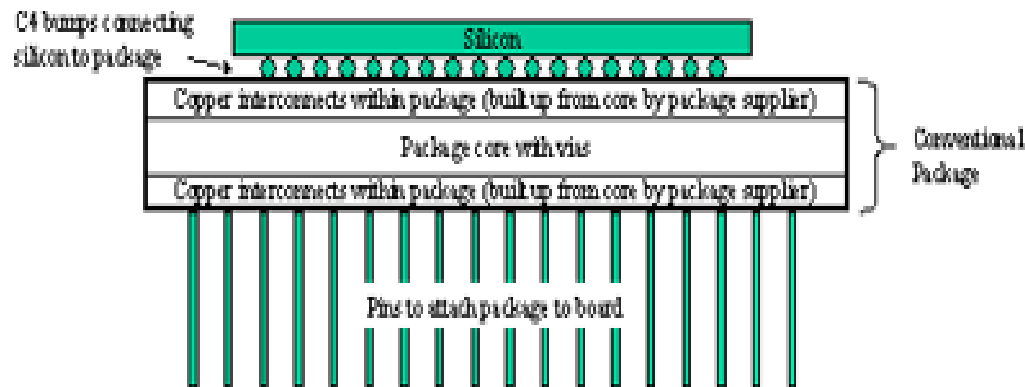 C4 bumps connecting
silicon to package
Silicon
Copper interconnects within package (built up from core by package supplier)
Package core with vias
Conventional
Package
Copper interconnects within package (built up from core by package supplier)
Pins to attach package to board